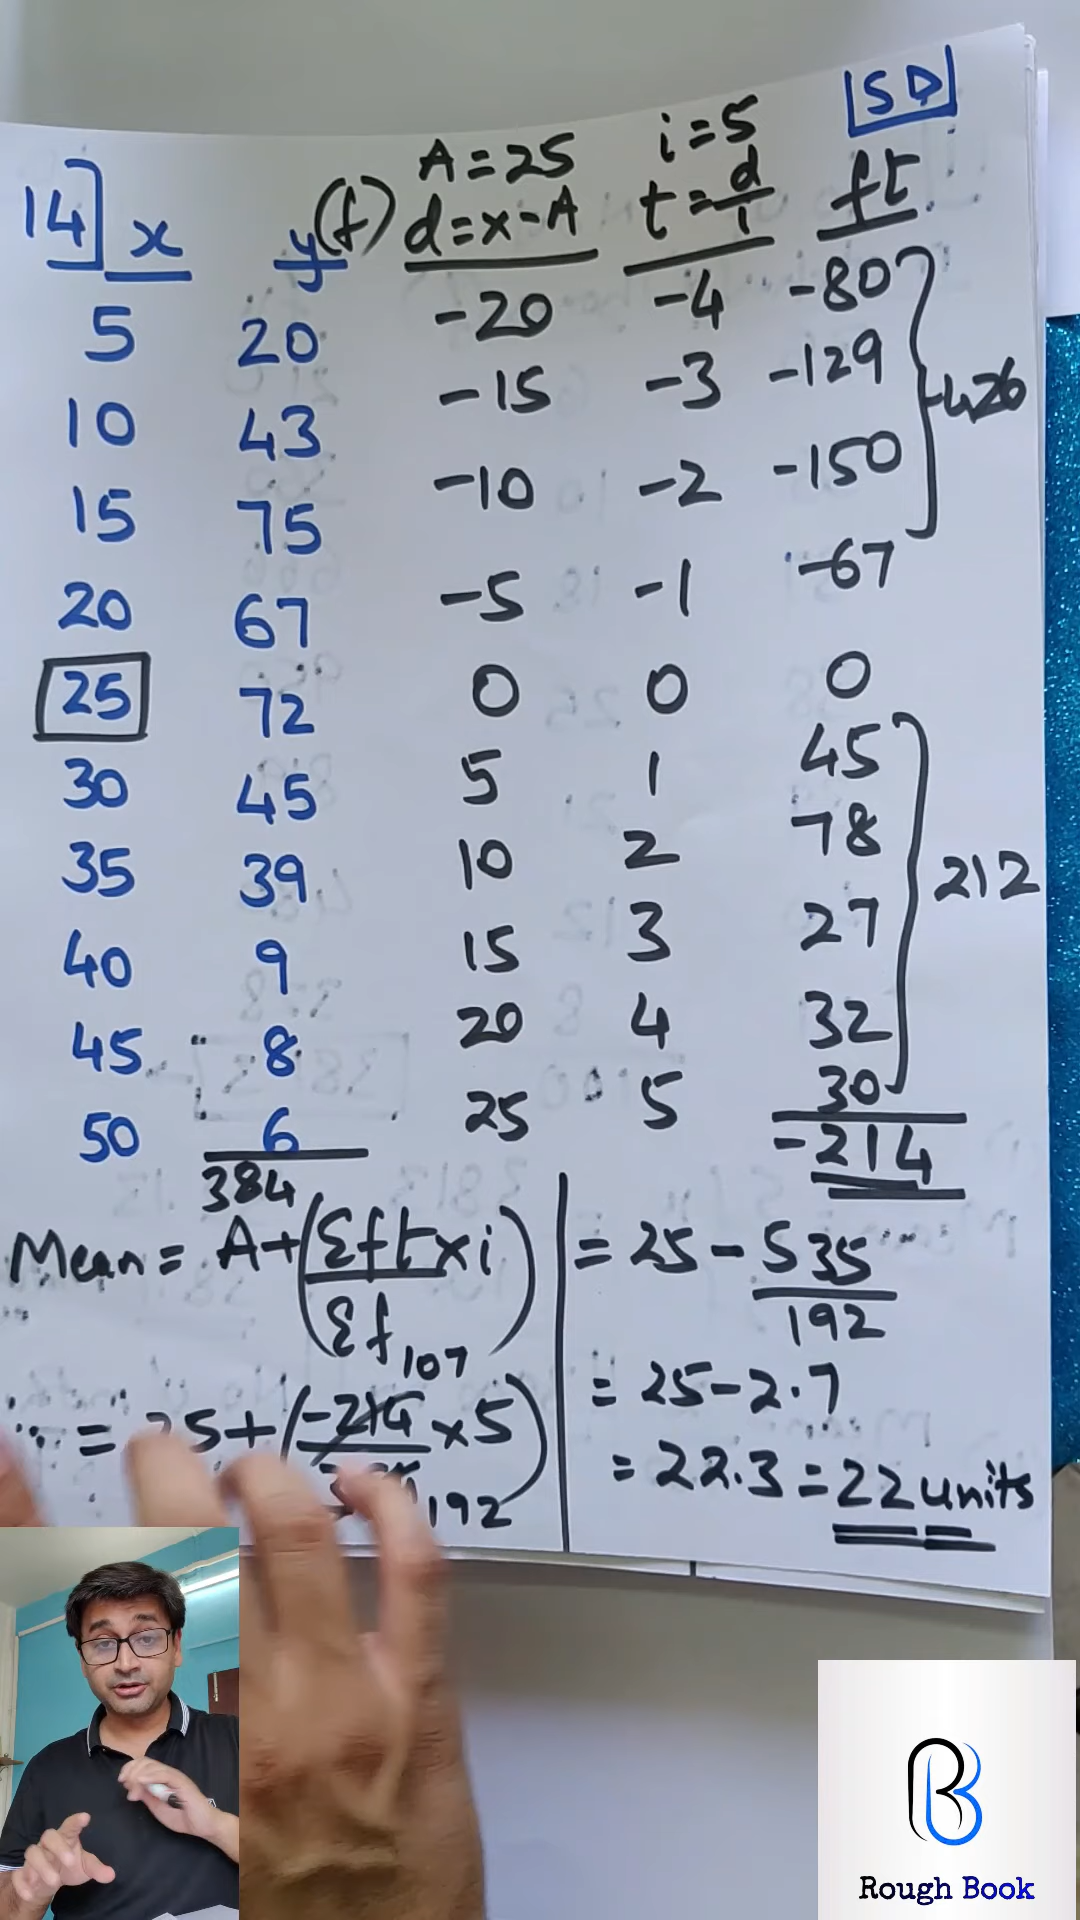 SD
A=25 i=5
14] x y(f) d=x-A t=d/i ft
5 20 -20 -4 -80
10 43 -15 -3 -129
-426
15 75 -10 -2 -150
20 67 -5 -1 -67
25 72 0 0 0
30 45 5 1 45
35 39 10 2 78
212
40 9 15 3 27
45 8 20 4 32
50 6 25 5 30
384 -214
Mean = A+(Σft/Σf x i)
= 25+(-214/ x 5)
107
192
= 25 - 535/192
= 25-2.7
= 22.3 = 22 units
B
Rough Book